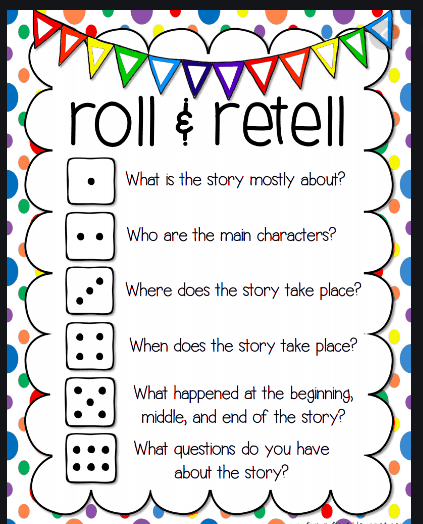 roll & retell
What is the story mostly about?
Who are the main characters?
Where does the story take place?
When does the story take place?
What happened at the beginning,
middle, and end of the story?
What questions do you have
about the story?